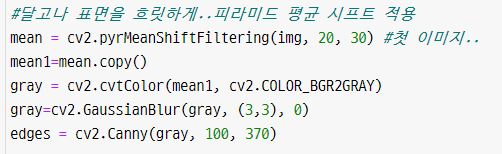 #달고나 표면을 흐릿하게..피라미드 평균 시프트 적용
mean = cv2.pyrMeanShiftFiltering(img, 20, 30) #첫 이미지..
mean1=mean.copy()
gray = cv2.cvtColor(mean1, cv2.COLOR_BGR2GRAY)
gray=cv2.GaussianBlur(gray, (3,3), 0)
edges = cv2.Canny(gray, 100, 370)